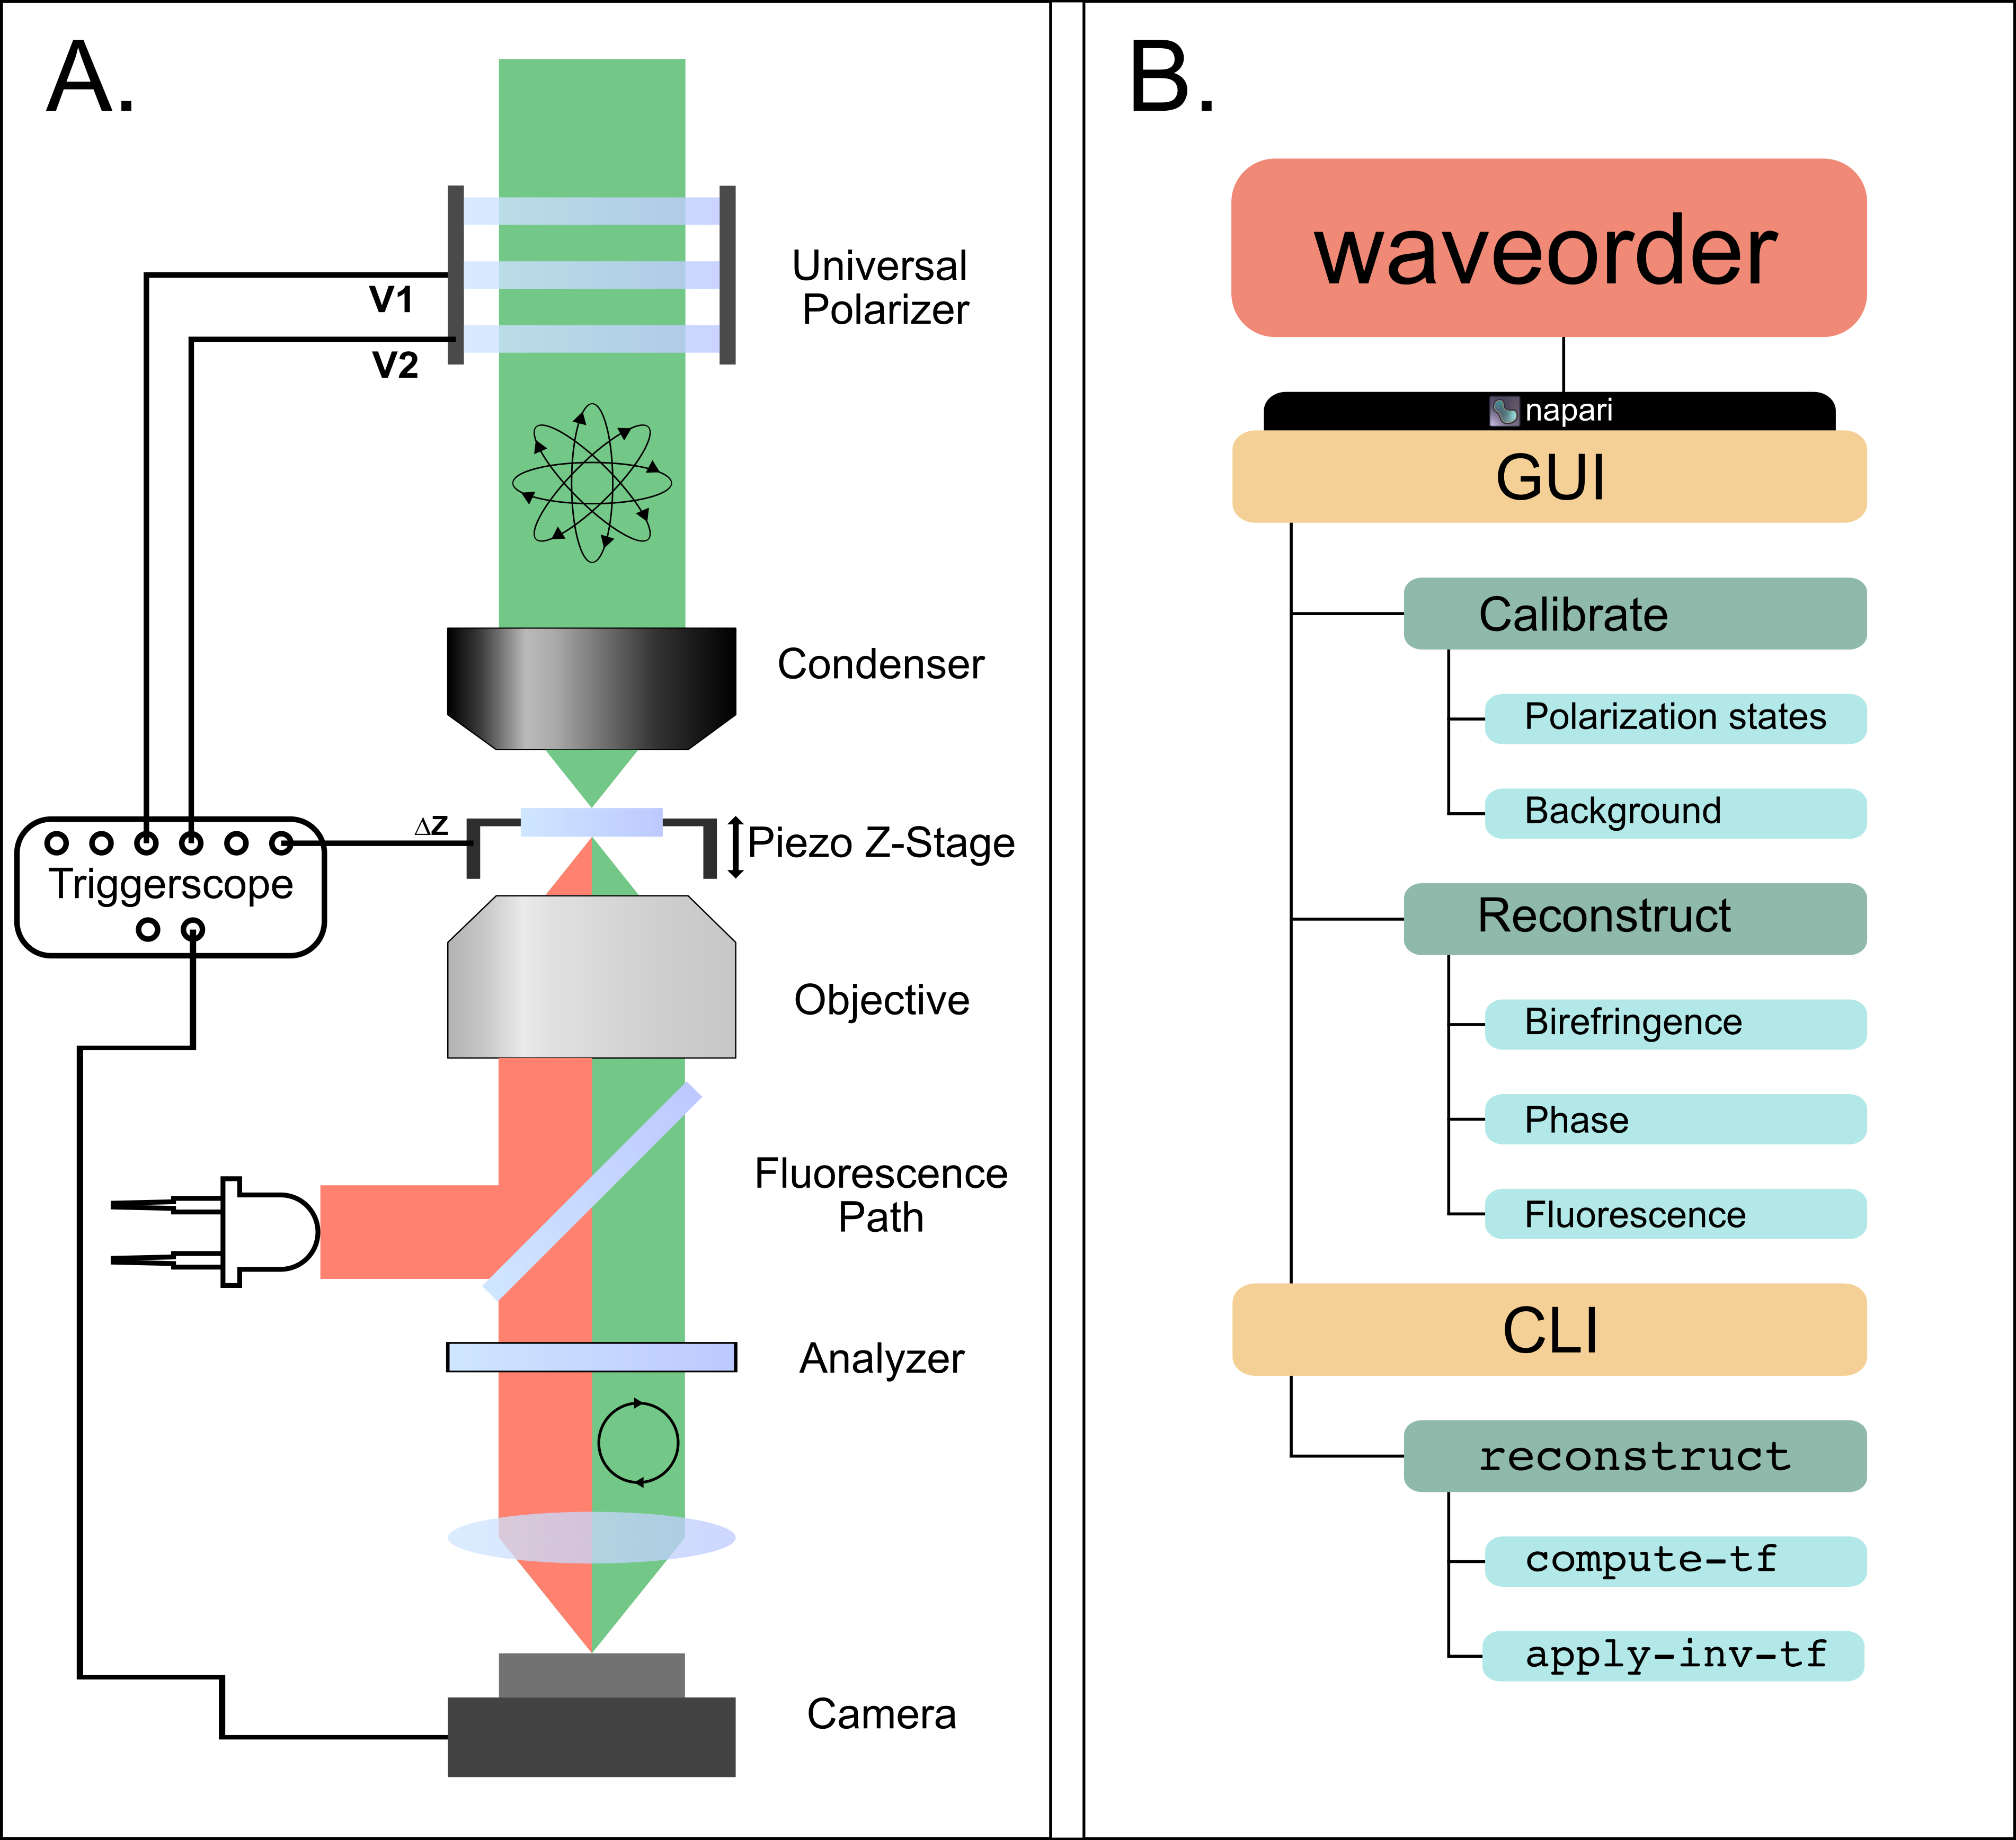 A.
Universal
Polarizer
V1
V2
Condenser
ΔZ
Piezo Z-Stage
Triggerscope
Objective
Fluorescence
Path
Analyzer
Camera
B.
waveorder
napari
GUI
Calibrate
Polarization states
Background
Reconstruct
Birefringence
Phase
Fluorescence
CLI
reconstruct
compute-tf
apply-inv-tf